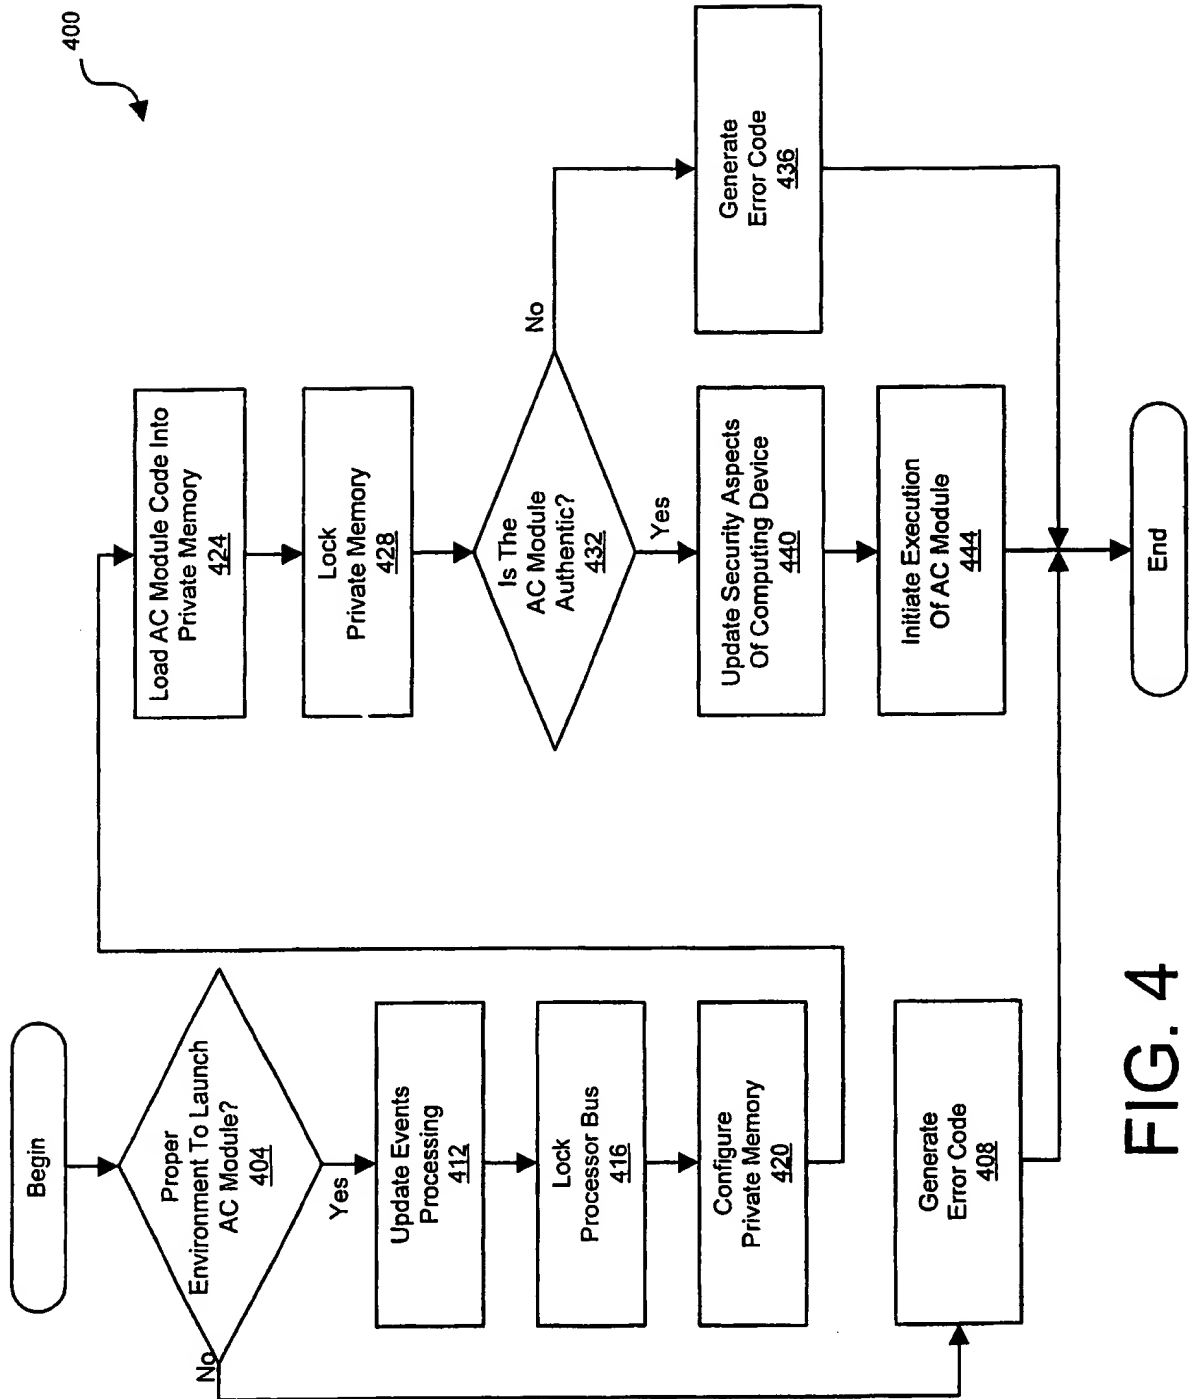 400
Begin
Proper
Environment To Launch
AC Module?
404
No
Yes
Update Events
Processing
412
Lock
Processor Bus
416
Configure
Private Memory
420
Generate
Error Code
408
Load AC Module Code Into
Private Memory
424
Lock
Private Memory
428
Is The
AC Module
Authentic?
432
No
Yes
Generate
Error Code
436
Update Security Aspects
Of Computing Device
440
Initiate Execution
Of AC Module
444
End
FIG. 4